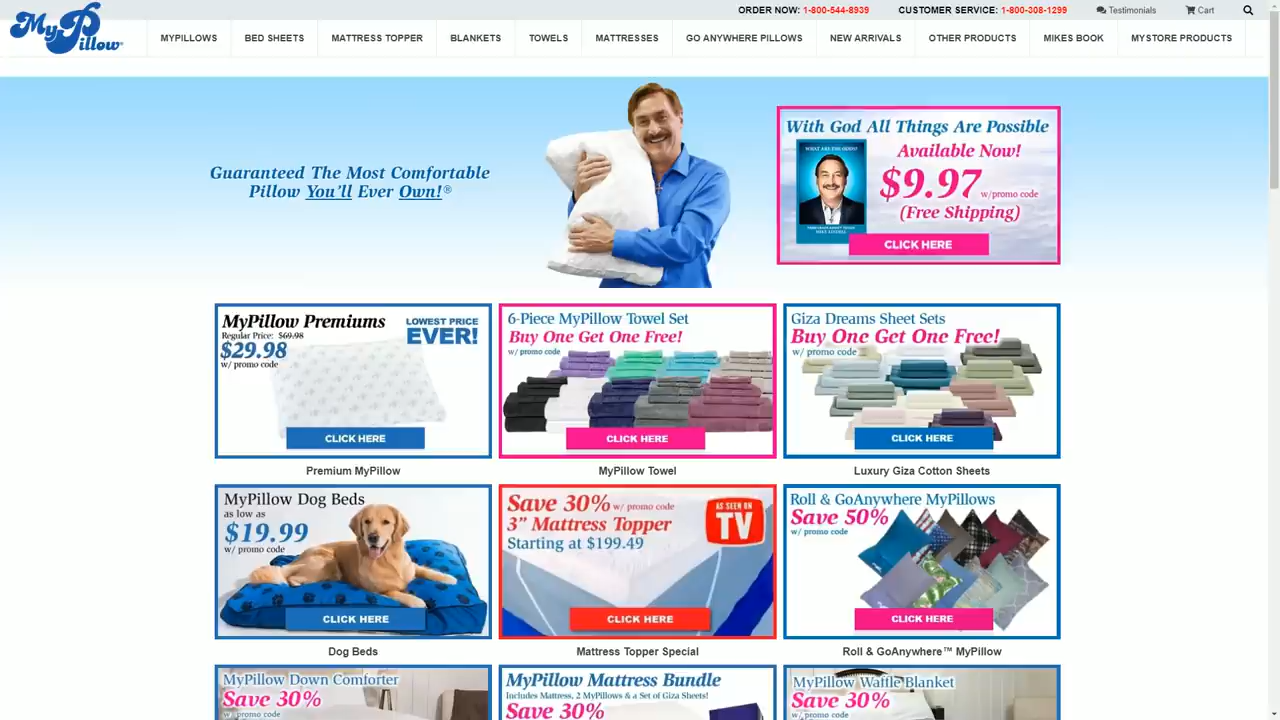 ORDER NOW: 1-800-544-8939 CUSTOMER SERVICE: 1-800-308-1299 Testimonials Cart
MyPillow®
MYPILLOWS BED SHEETS MATTRESS TOPPER BLANKETS TOWELS MATTRESSES GO ANYWHERE PILLOWS NEW ARRIVALS OTHER PRODUCTS MIKES BOOK MYSTORE PRODUCTS
Guaranteed The Most Comfortable
Pillow You'll Ever Own!®
With God All Things Are Possible
WHAT ARE THE ODDS?
Available Now!
$9.97 w/promo code
(Free Shipping)
MIKE LINDELL
CLICK HERE
MyPillow Premiums
Regular Price: $69.98
$29.98
w/ promo code
LOWEST PRICE
EVER!
CLICK HERE
Premium MyPillow
6-Piece MyPillow Towel Set
Buy One Get One Free!
w/ promo code
CLICK HERE
MyPillow Towel
Giza Dreams Sheet Sets
Buy One Get One Free!
w/ promo code
CLICK HERE
Luxury Giza Cotton Sheets
MyPillow Dog Beds
as low as
$19.99
w/ promo code
CLICK HERE
Dog Beds
Save 30% w/ promo code
3” Mattress Topper
Starting at $199.49
AS SEEN ON
TV
CLICK HERE
Mattress Topper Special
Roll & GoAnywhere MyPillows
Save 50%
w/ promo code
CLICK HERE
Roll & GoAnywhere™ MyPillow
MyPillow Down Comforter
Save 30%
w/ promo code
MyPillow Mattress Bundle
Includes Mattress, 2 MyPillows & a Set of Giza Sheets!
Save 30%
MyPillow Waffle Blanket
Save 30%
w/ promo code